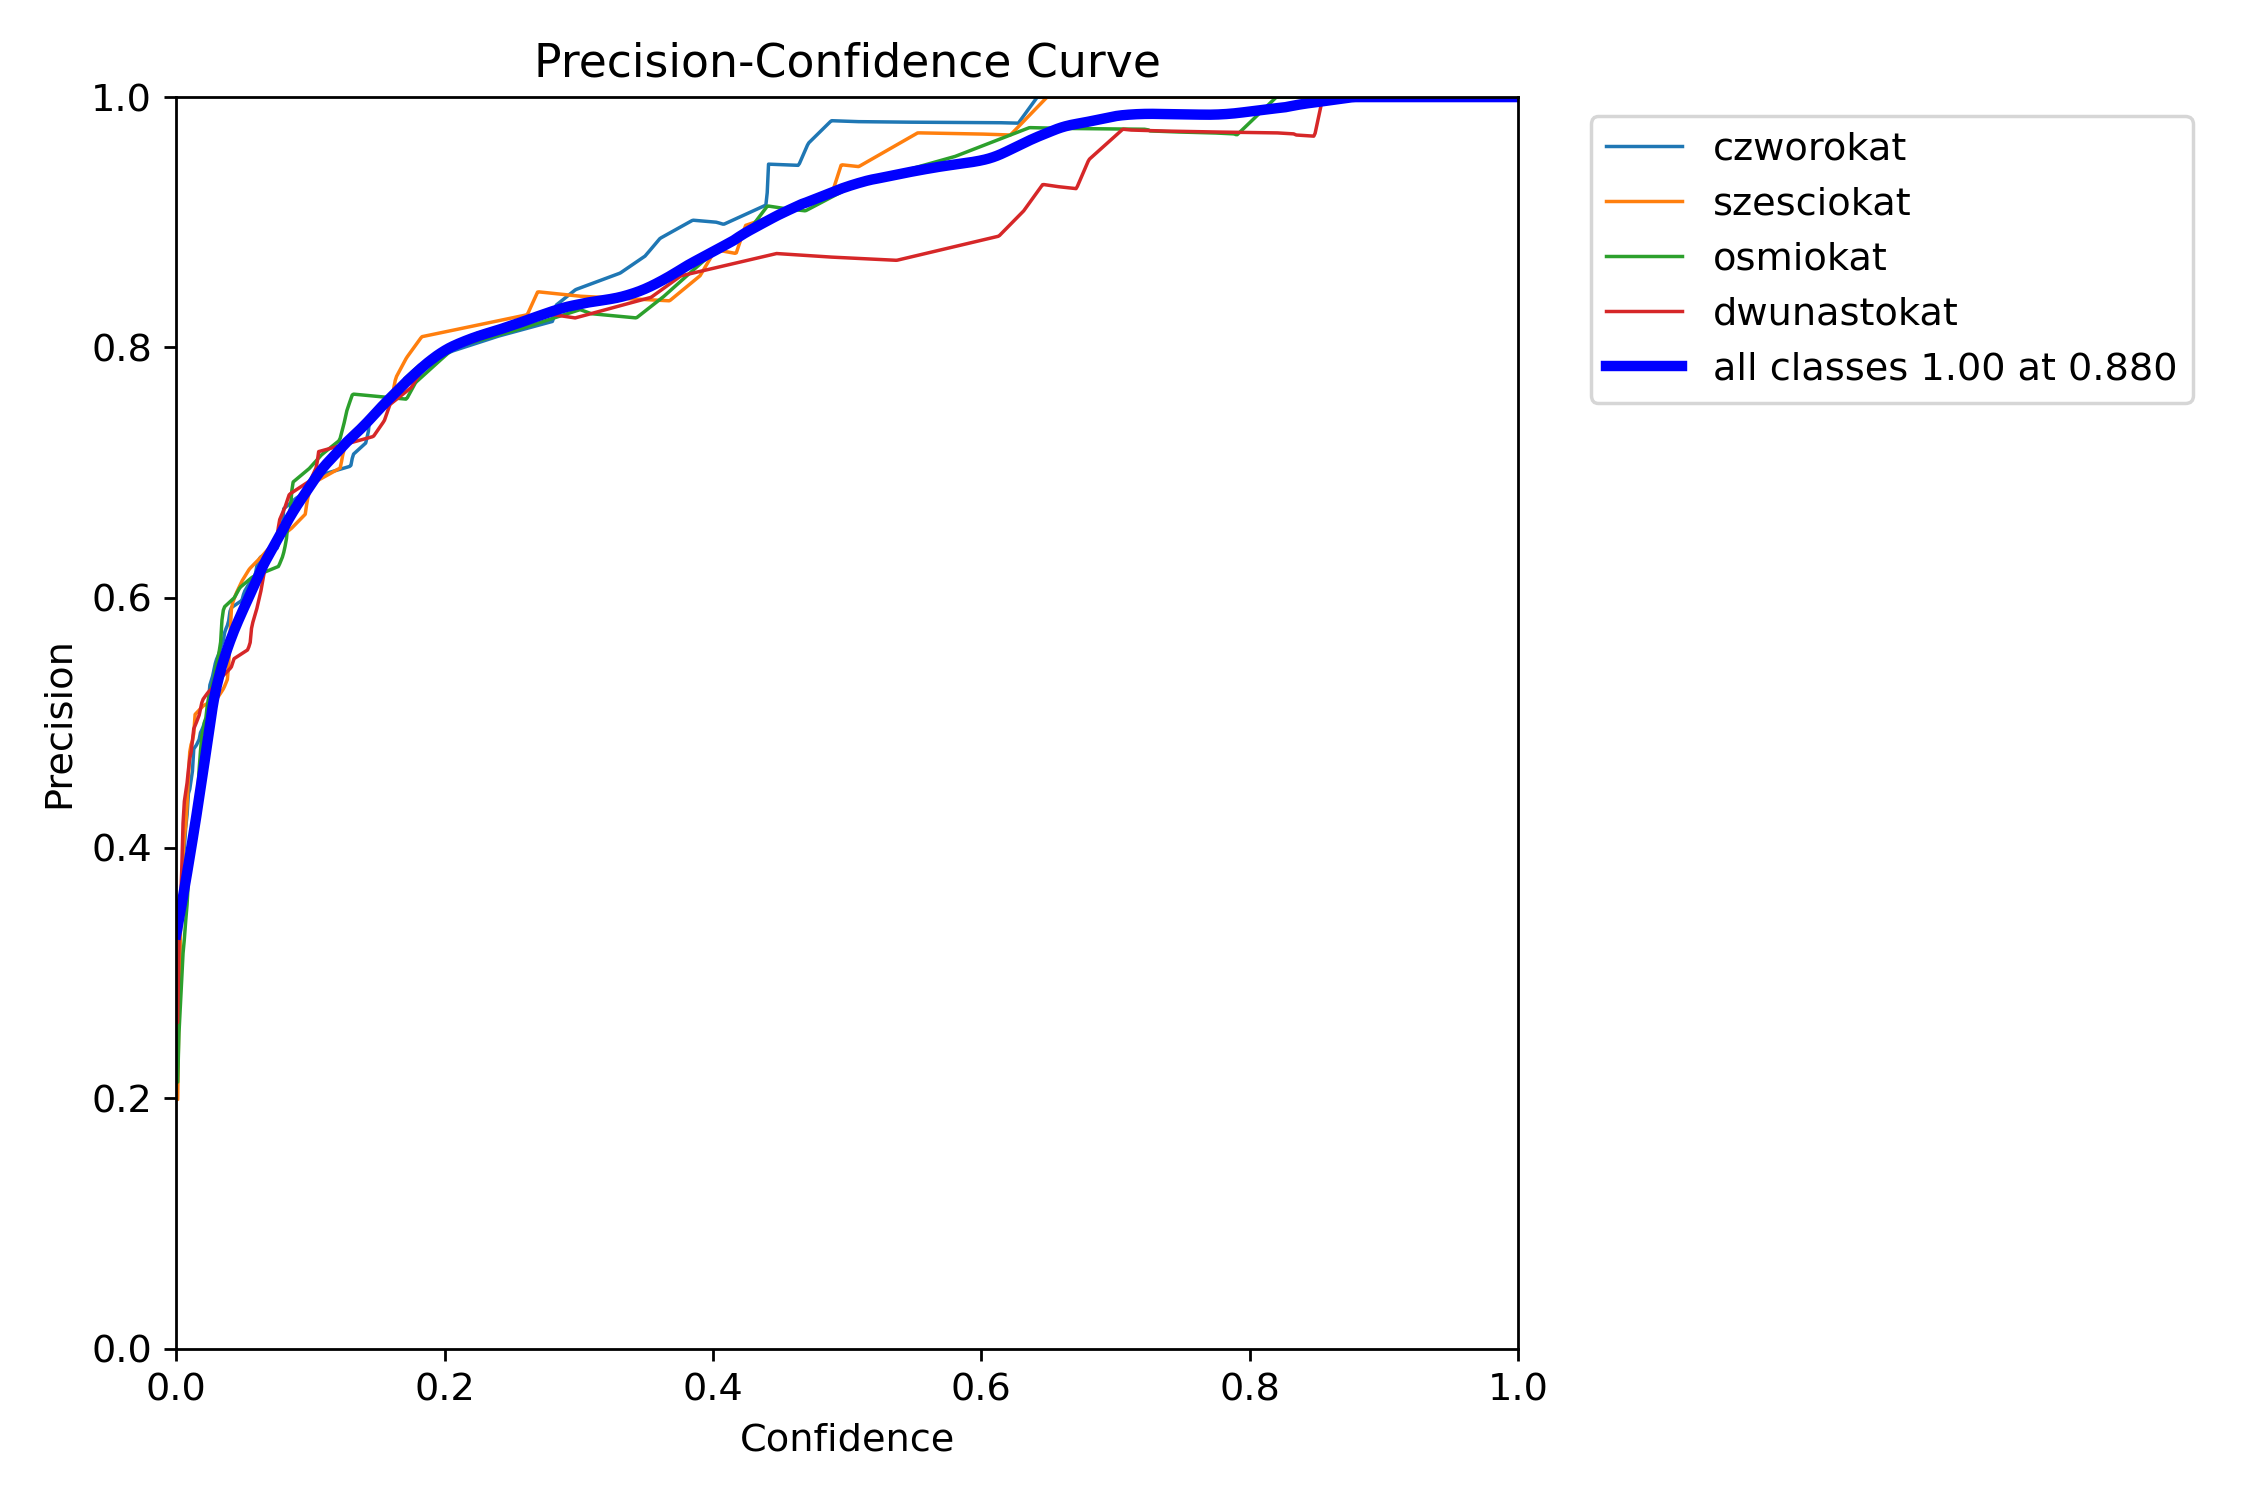 Precision-Confidence Curve
1.0
0.8
0.6
0.4
0.2
0.0
Precision
0.0 0.2 0.4 0.6 0.8 1.0
Confidence
czworokat
szesciokat
osmiokat
dwunastokat
all classes 1.00 at 0.880